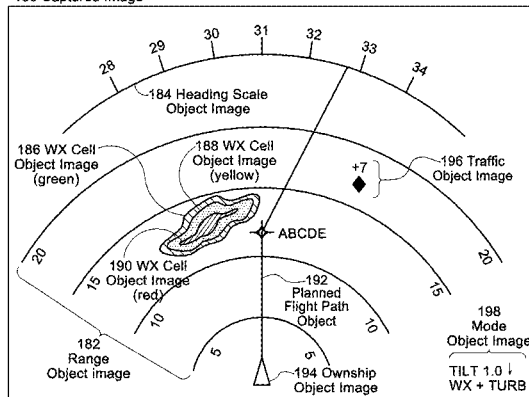 28 29 30 31 32 33 34
184 Heading Scale
Object Image
186 WX Cell
Object Image
(green)
188 WX Cell
Object Image
(yellow)
+7
196 Traffic
Object Image
ABCDE
190 WX Cell
Object Image
(red)
192
Planned
Flight Path
Object
20 15 10 5 5 10 15 20
182
Range
Object image
194 Ownship
Object Image
198
Mode
Object Image
TILT 1.0 ↓
WX + TURB